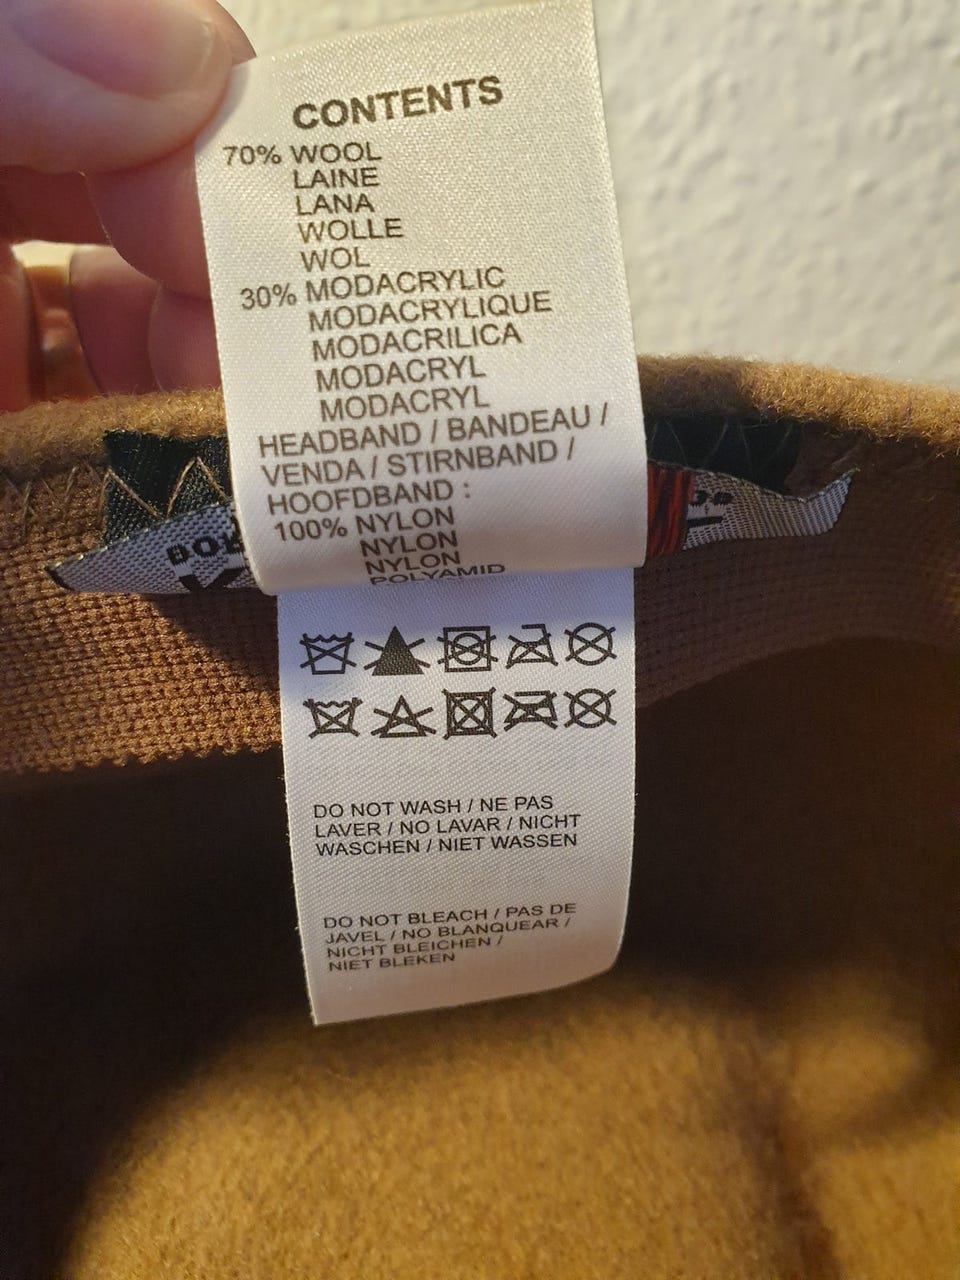 CONTENTS
70% WOOL
LAINE
LANA
WOLLE
WOL
30% MODACRYLIC
MODACRYLIQUE
MODACRILICA
MODACRYL
MODACRYL
HEADBAND / BANDEAU /
VENDA / STIRNBAND /
HOOFDBAND :
100% NYLON
NYLON
NYLON
POLYAMID
DO NOT WASH / NE PAS
LAVER / NO LAVAR / NICHT
WASCHEN / NIET WASSEN
DO NOT BLEACH / PAS DE
JAVEL / NO BLANQUEAR /
NICHT BLEICHEN /
NIET BLEKEN